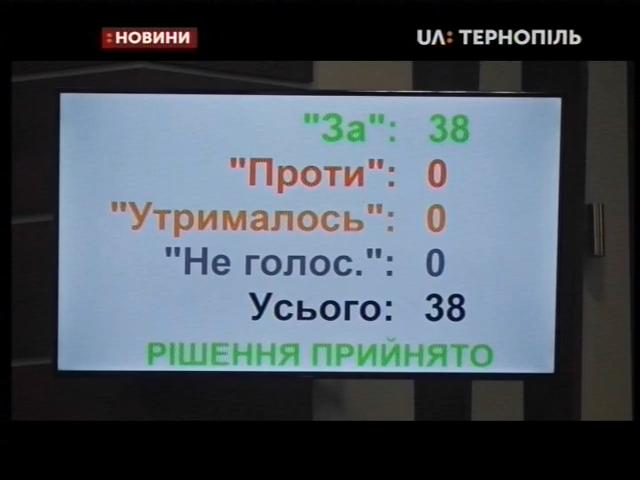 :НОВИНИ
UA: ТЕРНОПІЛЬ
"За": 38
"Проти": 0
"Утрималось": 0
"Не голос.": 0
Усього: 38
РІШЕННЯ ПРИЙНЯТО